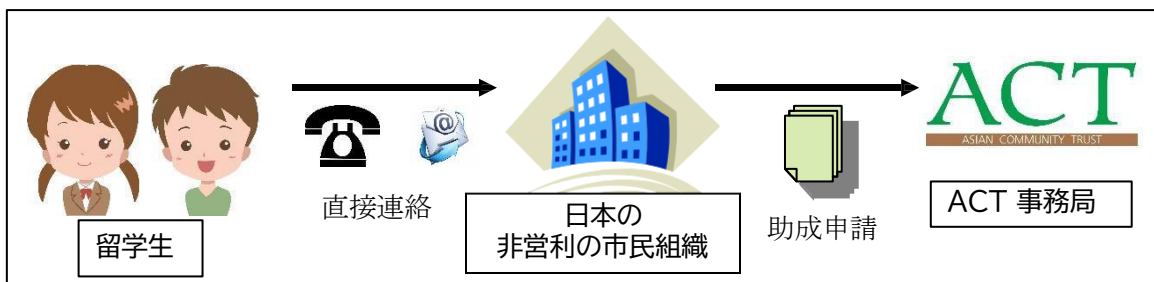 留学生
直接連絡
@
日本の
非営利の市民組織
助成申請
ACT
ASIAN COMMUNITY TRUST
ACT 事務局